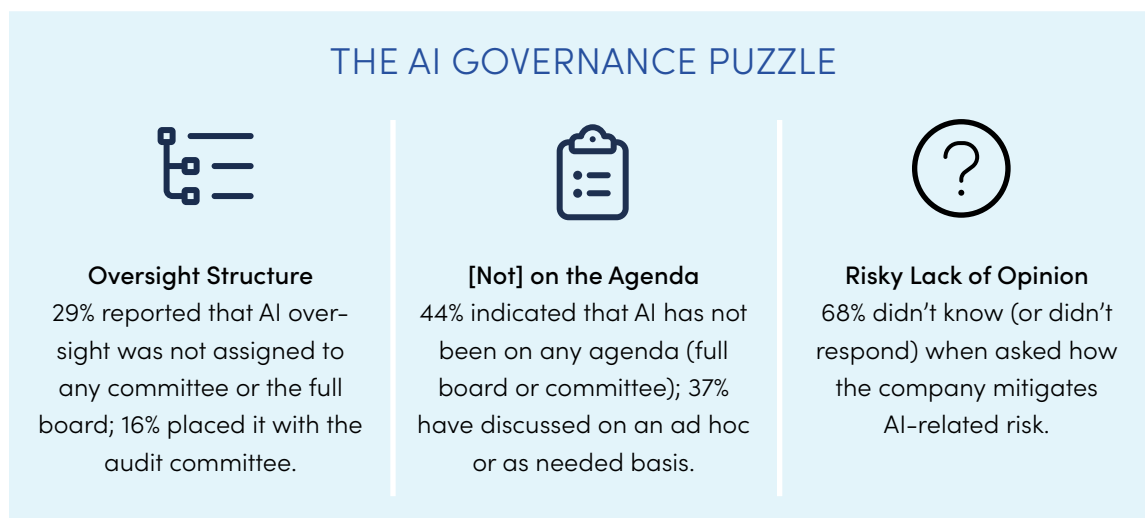 THE AI GOVERNANCE PUZZLE
Oversight Structure
29% reported that AI over-
sight was not assigned to
any committee or the full
board; 16% placed it with the
audit committee.
[Not] on the Agenda
44% indicated that AI has not
been on any agenda (full
board or committee); 37%
have discussed on an ad hoc
or as needed basis.
Risky Lack of Opinion
68% didn’t know (or didn’t
respond) when asked how
the company mitigates
AI-related risk.